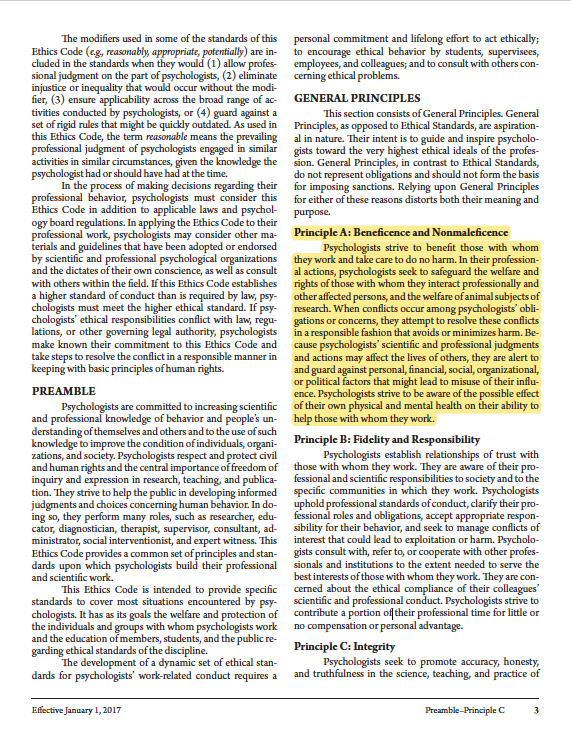 The modifiers used in some of the standards of this
Ethics Code (e.g., reasonably, appropriate, potentially) are in-
cluded in the standards when they would (1) allow profes-
sional judgment on the part of psychologists, (2) eliminate
injustice or inequality that would occur without the modi-
fier, (3) ensure applicability across the broad range of ac-
tivities conducted by psychologists, or (4) guard against a
set of rigid rules that might be quickly outdated. As used in
this Ethics Code, the term reasonable means the prevailing
professional judgment of psychologists engaged in similar
activities in similar circumstances, given the knowledge the
psychologist had or should have had at the time.
In the process of making decisions regarding their
professional behavior, psychologists must consider this
Ethics Code in addition to applicable laws and psychol-
ogy board regulations. In applying the Ethics Code to their
professional work, psychologists may consider other ma-
terials and guidelines that have been adopted or endorsed
by scientific and professional psychological organizations
and the dictates of their own conscience, as well as consult
with others within the field. If this Ethics Code establishes
a higher standard of conduct than is required by law, psy-
chologists must meet the higher ethical standard. If psy-
chologists' ethical responsibilities conflict with law, regu-
lations, or other governing legal authority, psychologists
make known their commitment to this Ethics Code and
take steps to resolve the conflict in a responsible manner in
keeping with basic principles of human rights.
PREAMBLE
Psychologists are committed to increasing scientific
and professional knowledge of behavior and people's un-
derstanding of themselves and others and to the use of such
knowledge to improve the condition of individuals, organi-
zations, and society. Psychologists respect and protect civil
and human rights and the central importance of freedom of
inquiry and expression in research, teaching, and publica-
tion. They strive to help the public in developing informed
judgments and choices concerning human behavior. In do-
ing so, they perform many roles, such as researcher, edu-
cator, diagnostician, therapist, supervisor, consultant, ad-
ministrator, social interventionist, and expert witness. This
Ethics Code provides a common set of principles and stan-
dards upon which psychologists build their professional
and scientific work.
This Ethics Code is intended to provide specific
standards to cover most situations encountered by psy-
chologists. It has as its goals the welfare and protection of
the individuals and groups with whom psychologists work
and the education of members, students, and the public re-
garding ethical standards of the discipline.
The development of a dynamic set of ethical stan-
dards for psychologists' work-related conduct requires a
personal commitment and lifelong effort to act ethically;
to encourage ethical behavior by students, supervisees,
employees, and colleagues; and to consult with others con-
cerning ethical problems.
GENERAL PRINCIPLES
This section consists of General Principles. General
Principles, as opposed to Ethical Standards, are aspiration-
al in nature. Their intent is to guide and inspire psycholo-
gists toward the very highest ethical ideals of the profes-
sion. General Principles, in contrast to Ethical Standards,
do not represent obligations and should not form the basis
for imposing sanctions. Relying upon General Principles
for either of these reasons distorts both their meaning and
purpose.
Principle A: Beneficence and Nonmaleficence
Psychologists strive to benefit those with whom
they work and take care to do no harm. In their profession-
al actions, psychologists seek to safeguard the welfare and
rights of those with whom they interact professionally and
other affected persons, and the welfare of animal subjects of
research. When conflicts occur among psychologists' obli-
gations or concerns, they attempt to resolve these conflicts
in a responsible fashion that avoids or minimizes harm. Be-
cause psychologists' scientific and professional judgments
and actions may affect the lives of others, they are alert to
and guard against personal, financial, social, organizational,
or political factors that might lead to misuse of their influ-
ence. Psychologists strive to be aware of the possible effect
of their own physical and mental health on their ability to
help those with whom they work.
Principle B: Fidelity and Responsibility
Psychologists establish relationships of trust with
those with whom they work. They are aware of their pro-
fessional and scientific responsibilities to society and to the
specific communities in which they work. Psychologists
uphold professional standards of conduct, clarify their pro-
fessional roles and obligations, accept appropriate respon-
sibility for their behavior, and seek to manage conflicts of
interest that could lead to exploitation or harm. Psycholo-
gists consult with, refer to, or cooperate with other profes-
sionals and institutions to the extent needed to serve the
best interests of those with whom they work. They are con-
cerned about the ethical compliance of their colleagues'
scientific and professional conduct. Psychologists strive to
contribute a portion of their professional time for little or
no compensation or personal advantage.
Principle C: Integrity
Psychologists seek to promote accuracy, honesty,
and truthfulness in the science, teaching, and practice of
Effective January 1, 2017
Preamble–Principle C 3